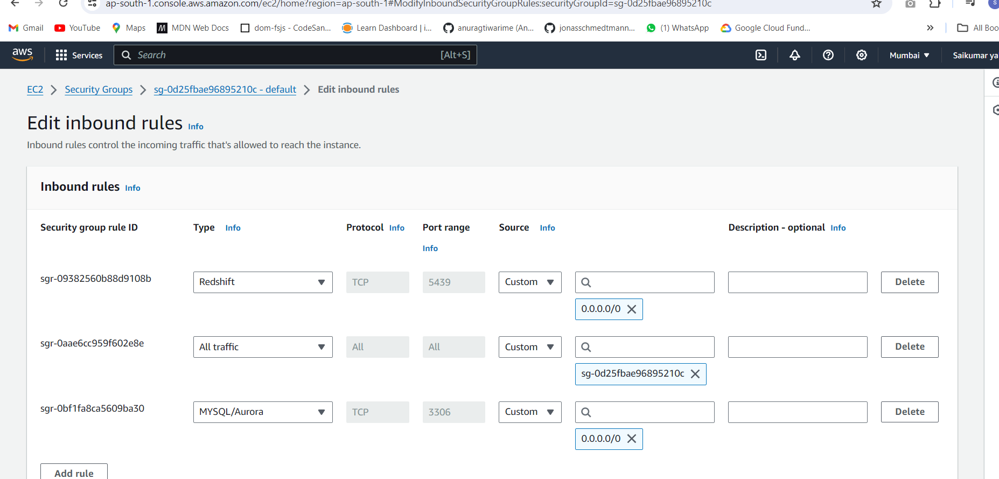 ap-south-1.console.aws.amazon.com/ec2/home?region=ap-south-1#ModifyInboundSecurityGroupRules:securityGroupId=sg-0d25fbae96895210c
S
Gmail YouTube Maps MDN Web Docs dom-fsjs - CodeSan... Learn Dashboard | i... anuragtiwarime (An... jonasschmedtmann... (1) WhatsApp Google Cloud Fund... » All Boo
aws Services Search [Alt+S] Mumbai Saikumar ya
EC2 Security Groups sg-0d25fbae96895210c - default Edit inbound rules
Edit inbound rules Info
Inbound rules control the incoming traffic that's allowed to reach the instance.
Inbound rules Info
Security group rule ID Type Info Protocol Info Port range Source Info Description - optional Info
Info
sgr-09382560b88d9108b Redshift TCP 5439 Custom Delete
0.0.0.0/0
sgr-0aae6cc959f602e8e All traffic All All Custom Delete
sg-0d25fbae96895210c
sgr-0bf1fa8ca5609ba30 MYSQL/Aurora TCP 3306 Custom Delete
0.0.0.0/0
Add rule